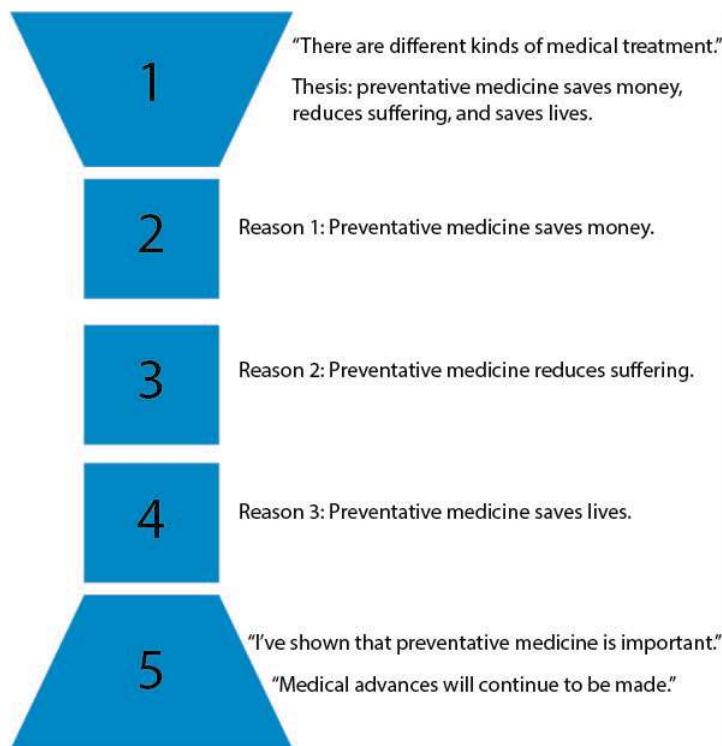 1
“There are different kinds of medical treatment.”
Thesis: preventative medicine saves money,
reduces suffering, and saves lives.
2
Reason 1: Preventative medicine saves money.
3
Reason 2: Preventative medicine reduces suffering.
4
Reason 3: Preventative medicine saves lives.
5
“I’ve shown that preventative medicine is important.”
“Medical advances will continue to be made.”